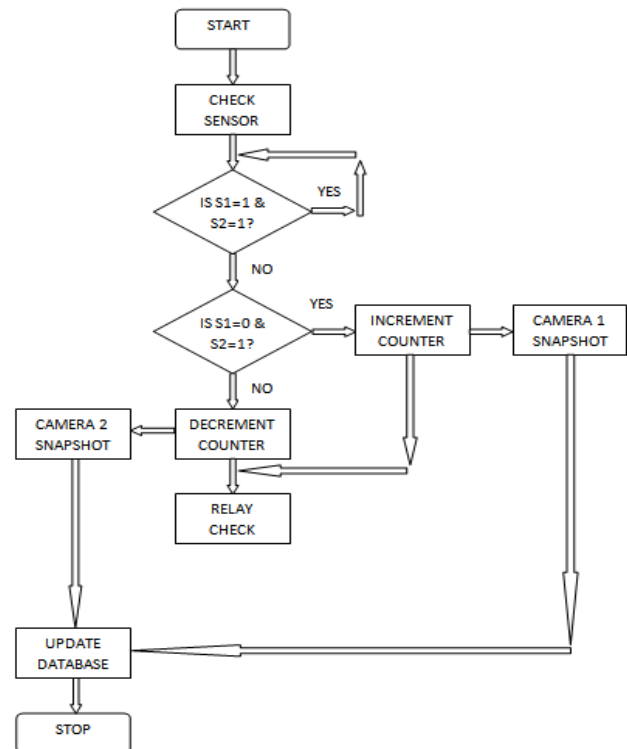 START
CHECK
SENSOR
IS S1=1 &
S2=1?
YES
NO
IS S1=0 &
S2=1?
YES
INCREMENT
COUNTER
CAMERA 1
SNAPSHOT
NO
DECREMENT
COUNTER
CAMERA 2
SNAPSHOT
RELAY
CHECK
UPDATE
DATABASE
STOP